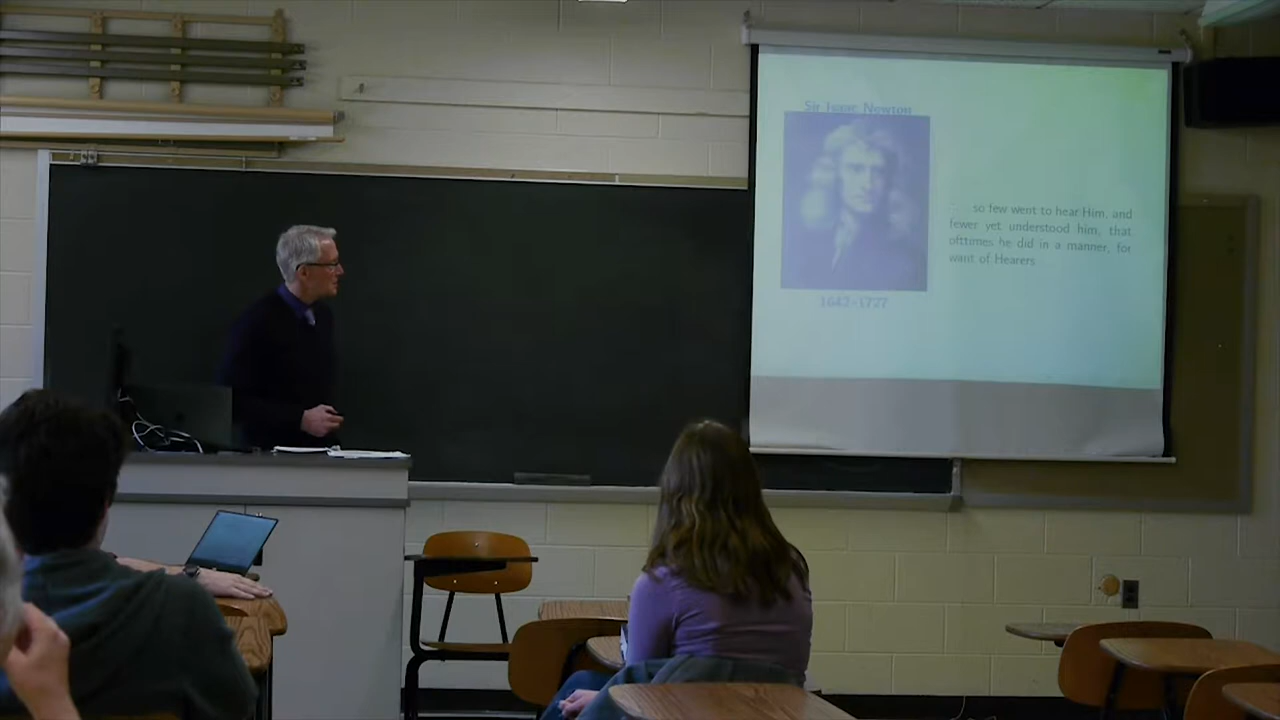 Sir Isaac Newton
so few went to hear Him, and
fewer yet understood him, that
ofttimes he did in a manner, for
want of Hearers
1642–1727